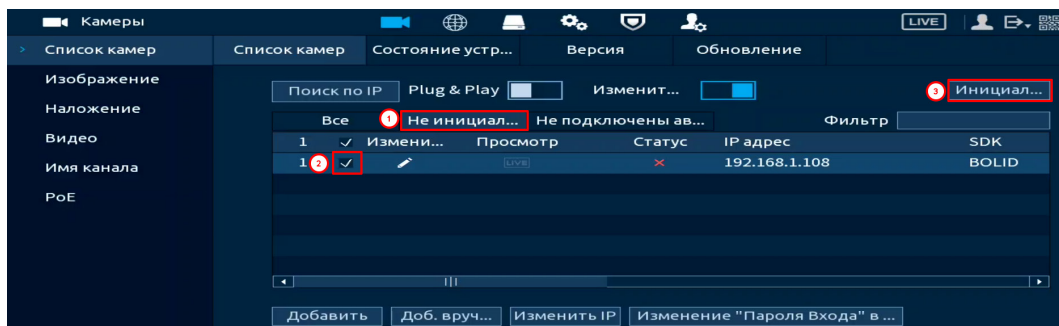 Камеры LIVE
Список камер Список камер Состояние устр... Версия Обновление
Изображение
Поиск по IP Plug & Play Изменит... 3 Инициал...
Наложение
Все 1 Не инициал... Не подключены ав... Фильтр
Видео
1 Измени... Просмотр Статус IP адрес SDK
Имя канала
1 2 LIVE 192.168.1.108 BOLID
PoE
Добавить Доб. вруч... Изменить IP Изменение "Пароля Входа" в ...